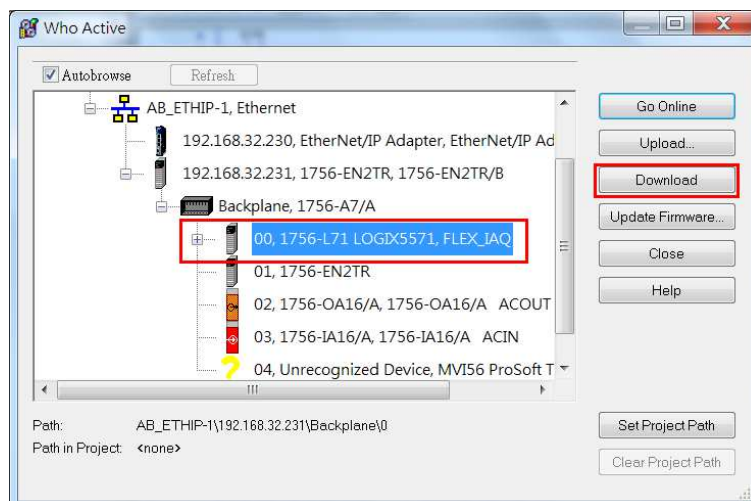 Who Active
Autobrowse
Refresh
AB_ETHIP-1, Ethernet
192.168.32.230, EtherNet/IP Adapter, EtherNet/IP Ad
192.168.32.231, 1756-EN2TR, 1756-EN2TR/B
Backplane, 1756-A7/A
00, 1756-L71 LOGIX5571, FLEX_IAQ
01, 1756-EN2TR
02, 1756-OA16/A, 1756-OA16/A ACOUT
03, 1756-IA16/A, 1756-IA16/A ACIN
04, Unrecognized Device, MVI56 ProSoft T
Go Online
Upload...
Download
Update Firmware...
Close
Help
Path: AB_ETHIP-1\192.168.32.231\Backplane\0
Path in Project: <none>
Set Project Path
Clear Project Path